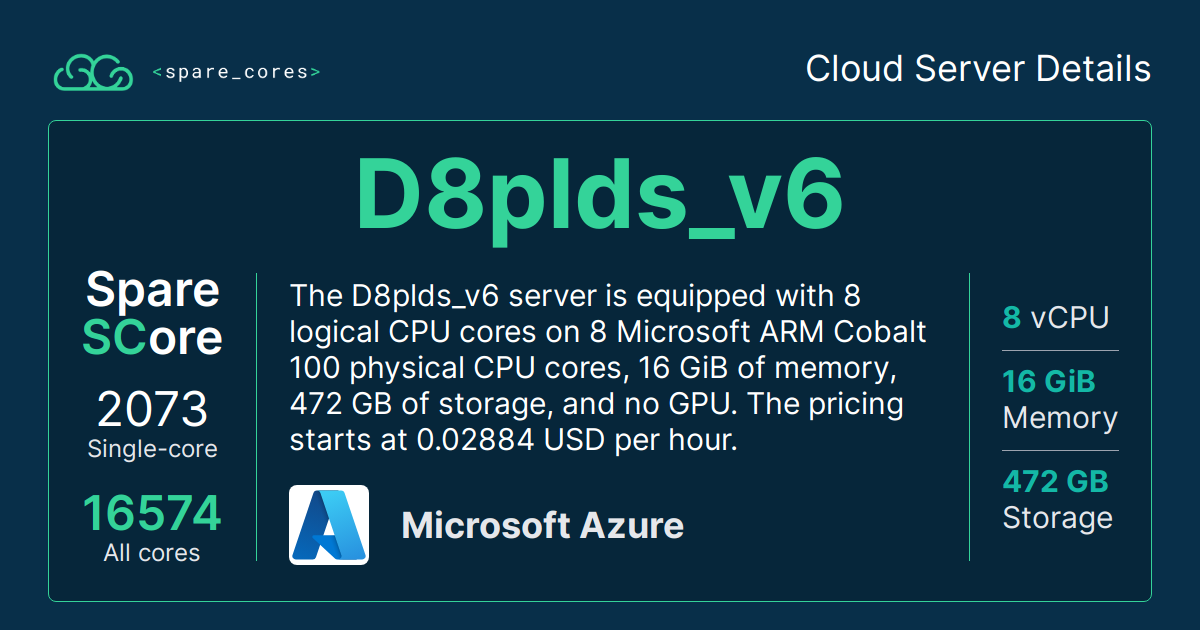 <spare_cores>
Cloud Server Details
D8plds_v6
Spare
SCore
2073
Single-core
16574
All cores
The D8plds_v6 server is equipped with 8
logical CPU cores on 8 Microsoft ARM Cobalt
100 physical CPU cores, 16 GiB of memory,
472 GB of storage, and no GPU. The pricing
starts at 0.02884 USD per hour.
Microsoft Azure
8 vCPU
16 GiB
Memory
472 GB
Storage